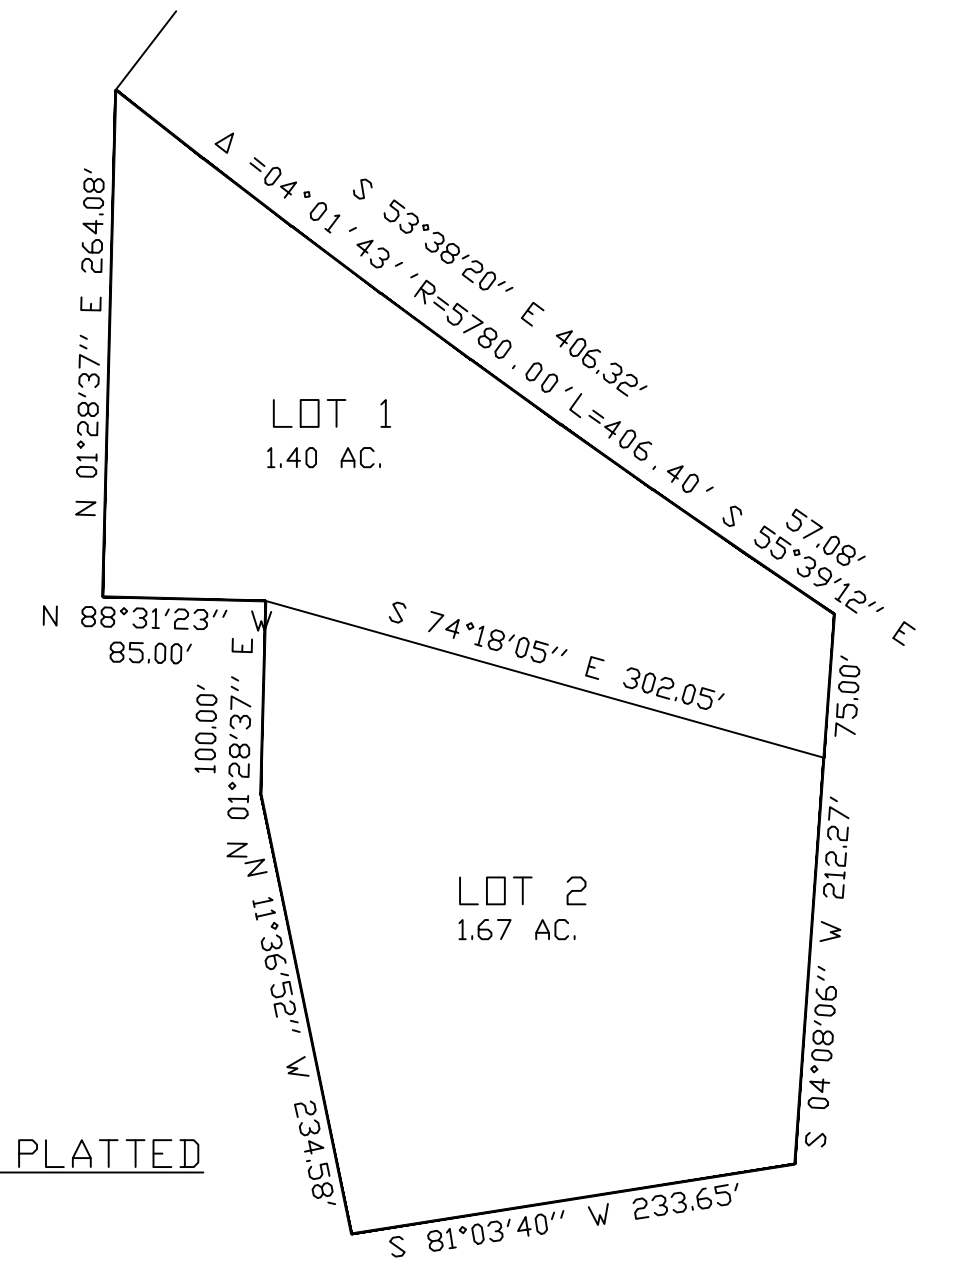 S 53°38'20'' E 406.32'
Δ =04°01'43''R=5780.00'L=406.40'
57.08'
S 55°39'12'' E
N 01°28'37'' E 264.08'
LOT 1
1.40 AC.
N 88°31'23'' W
85.00'
S 74°18'05'' E 302.05'
75.00'
100.00'
N 01°28'37'' E
S 04°08'06'' W 212.27'
LOT 2
1.67 AC.
N 11°36'52'' W 234.58'
PLATTED
S 81°03'40'' W 233.65'